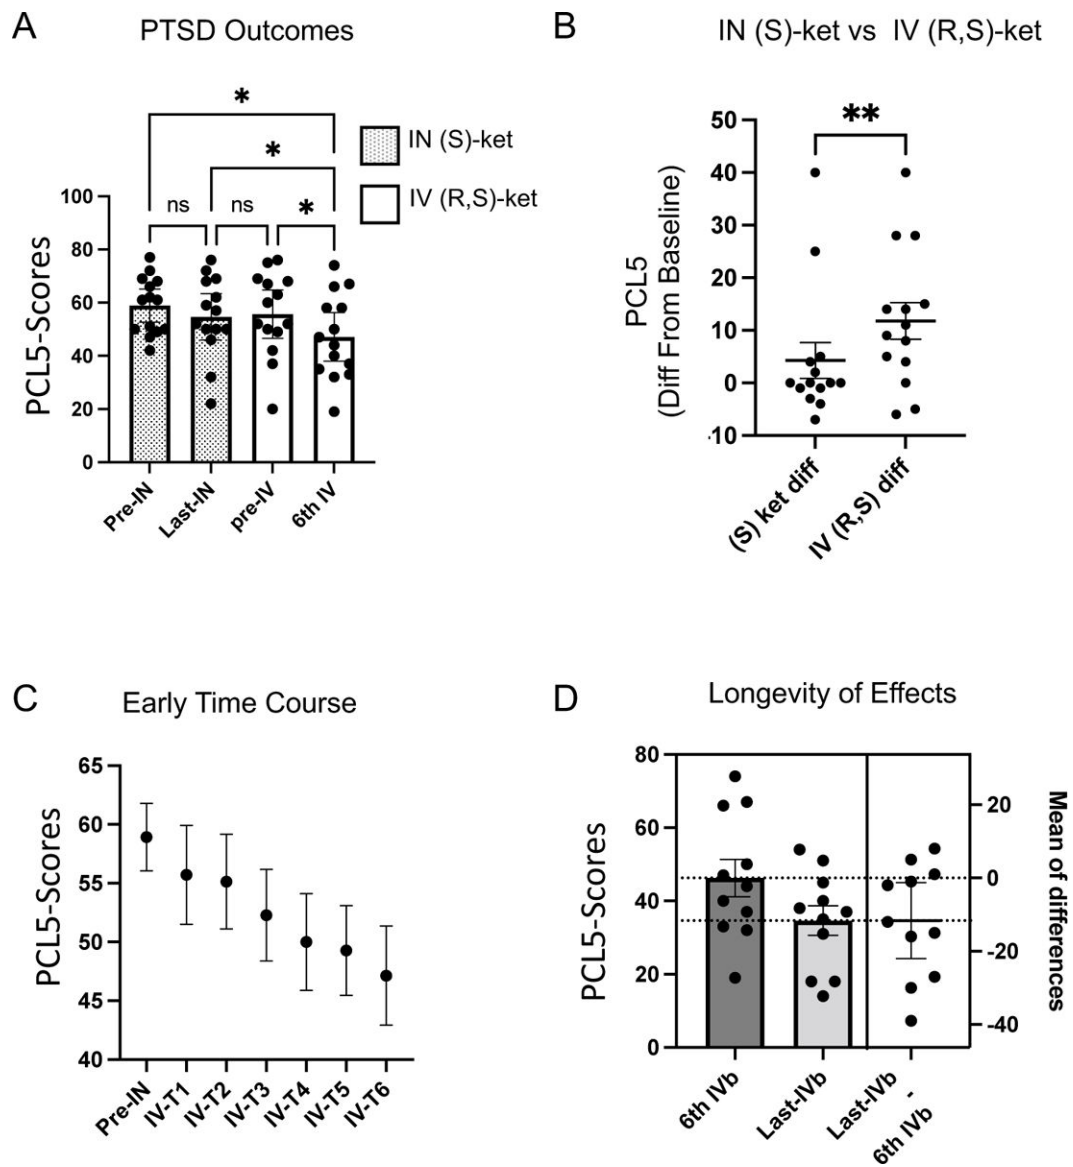 A
PTSD Outcomes
*
*
ns
ns
*
IN (S)-ket
IV (R,S)-ket
PCL5-Scores
100
80
60
40
20
0
Pre-IN
Last-IN
pre-IV
6th IV
B
IN (S)-ket vs IV (R,S)-ket
**
PCL5
(Diff From Baseline)
50
40
30
20
10
0
-10
(S) ket diff
IV (R,S) diff
C
Early Time Course
PCL5-Scores
65
60
55
50
45
40
Pre-IN
IV-T1
IV-T2
IV-T3
IV-T4
IV-T5
IV-T6
D
Longevity of Effects
PCL5-Scores
80
60
40
20
0
20
0
-20
-40
Mean of differences
6th IVb
Last-IVb
Last-IVb
-
6th IVb